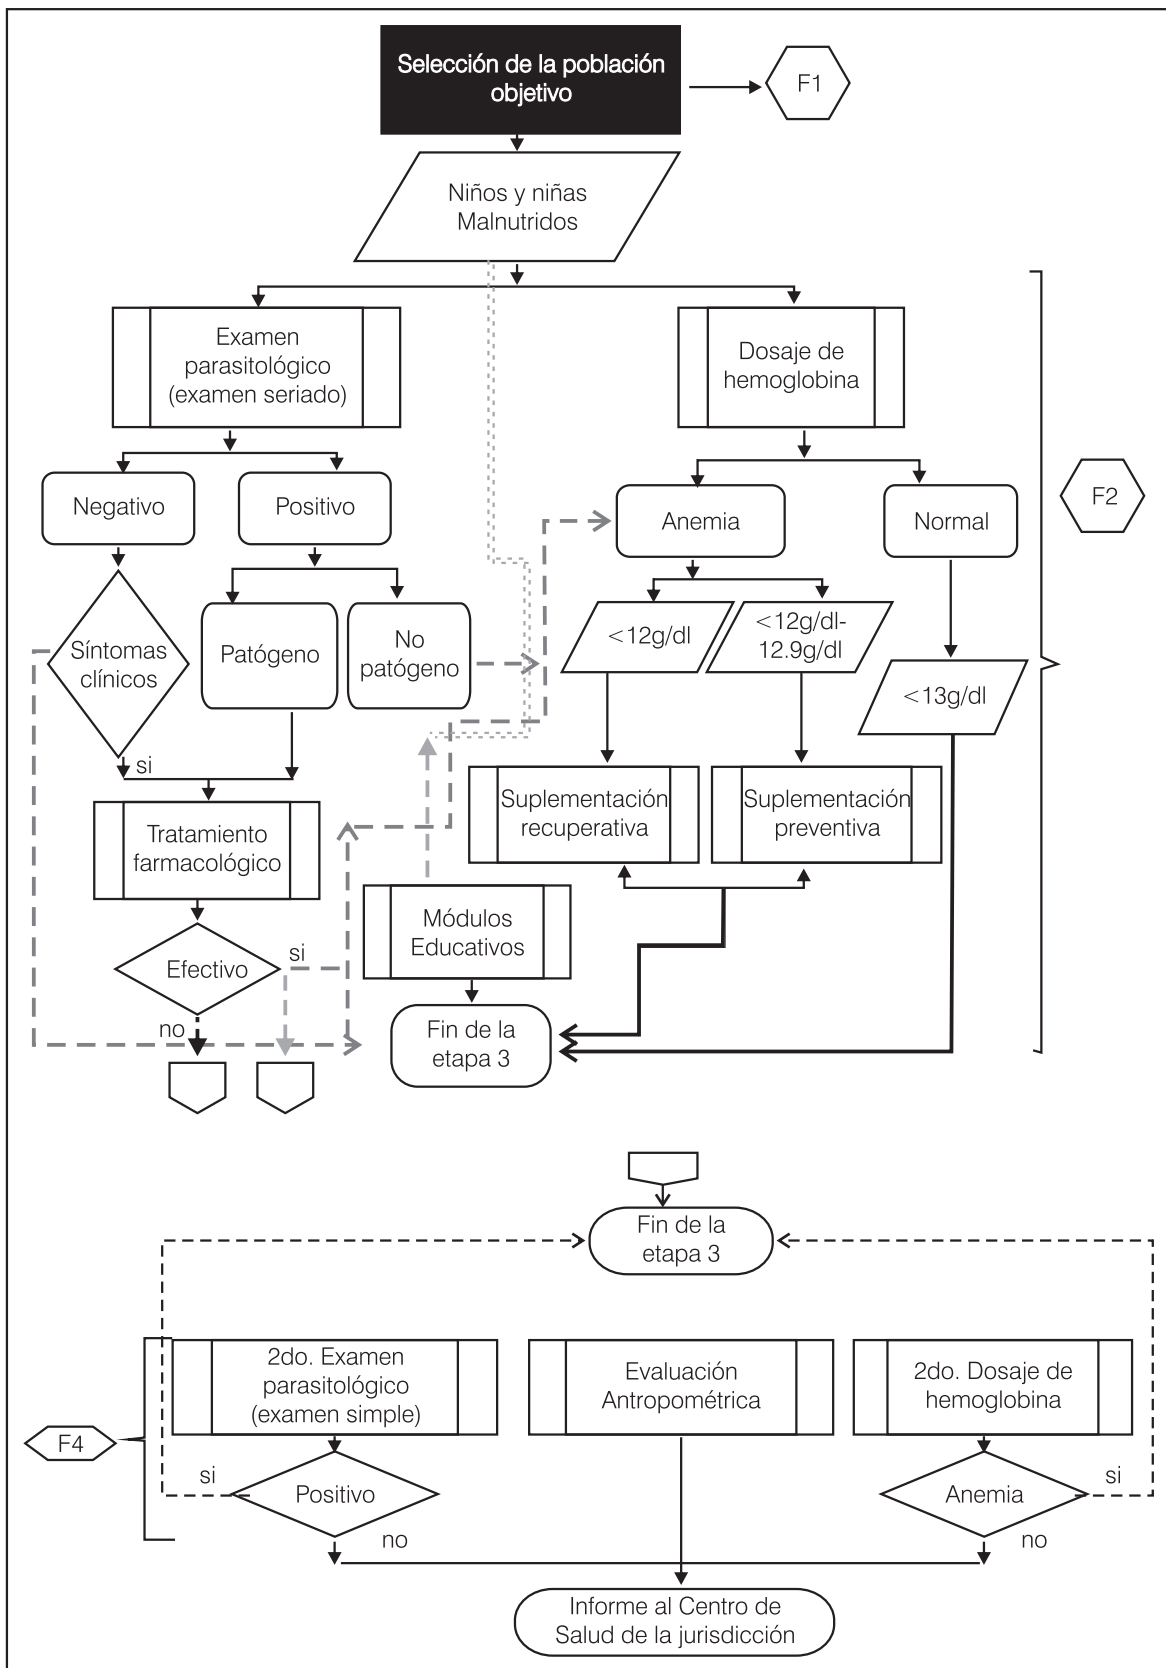 Selección de la población
objetivo
F1
Niños y niñas
Malnutridos
Examen
parasitológico
(examen seriado)
Dosaje de
hemoglobina
Negativo
Positivo
Anemia
Normal
F2
Síntomas
clínicos
Patógeno
No
patógeno
<12g/dl
<12g/dl-
12.9g/dl
<13g/dl
si
Tratamiento
farmacológico
Suplementación
recuperativa
Suplementación
preventiva
Módulos
Educativos
Efectivo
si
no
Fin de la
etapa 3
Fin de la
etapa 3
2do. Examen
parasitológico
(examen simple)
Evaluación
Antropométrica
2do. Dosaje de
hemoglobina
F4
si
Positivo
no
Anemia
si
no
Informe al Centro de
Salud de la jurisdicción